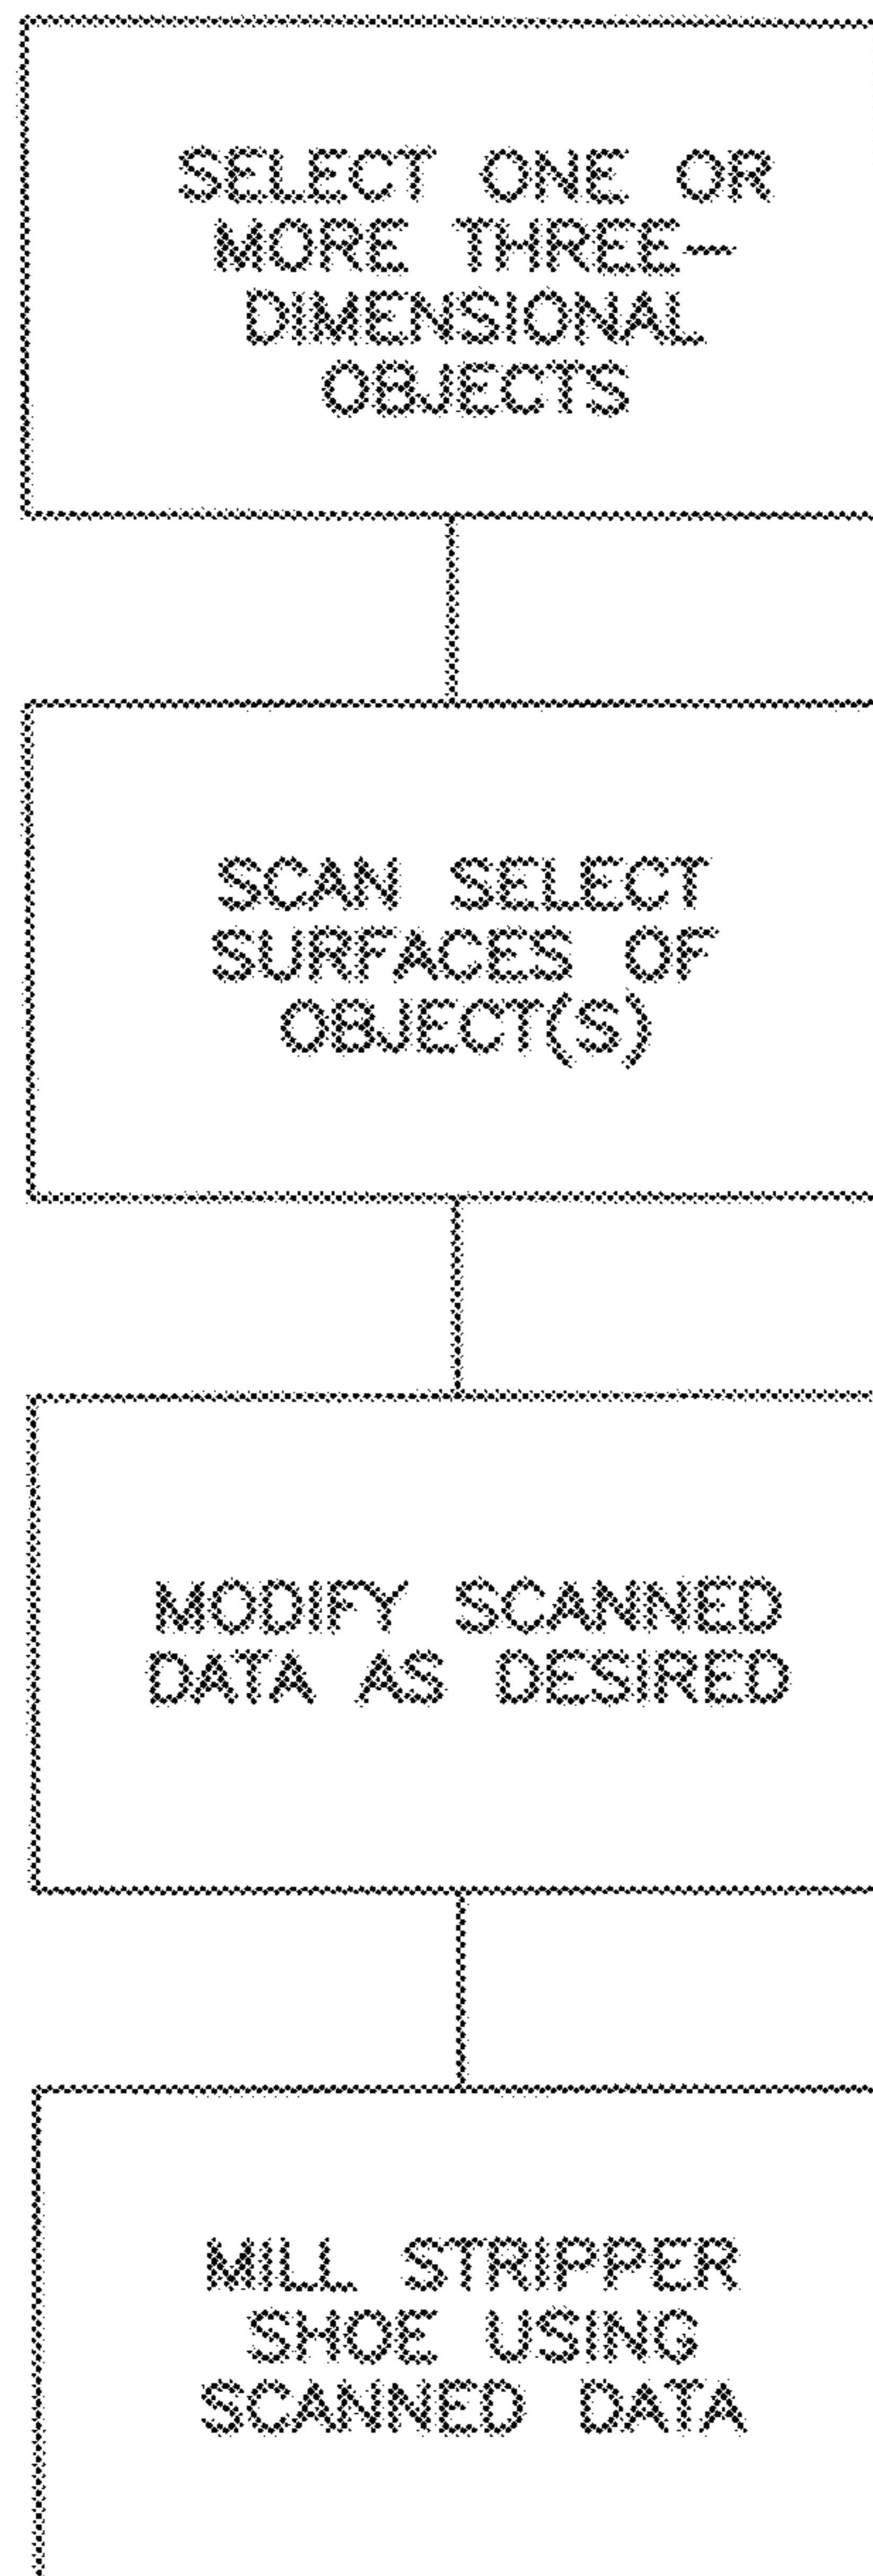 SELECT ONE OR
MORE THREE-
DIMENSIONAL
OBJECTS
SCAN SELECT
SURFACES OF
OBJECT(S)
MODIFY SCANNED
DATA AS DESIRED
MILL STRIPPER
SHOE USING
SCANNED DATA